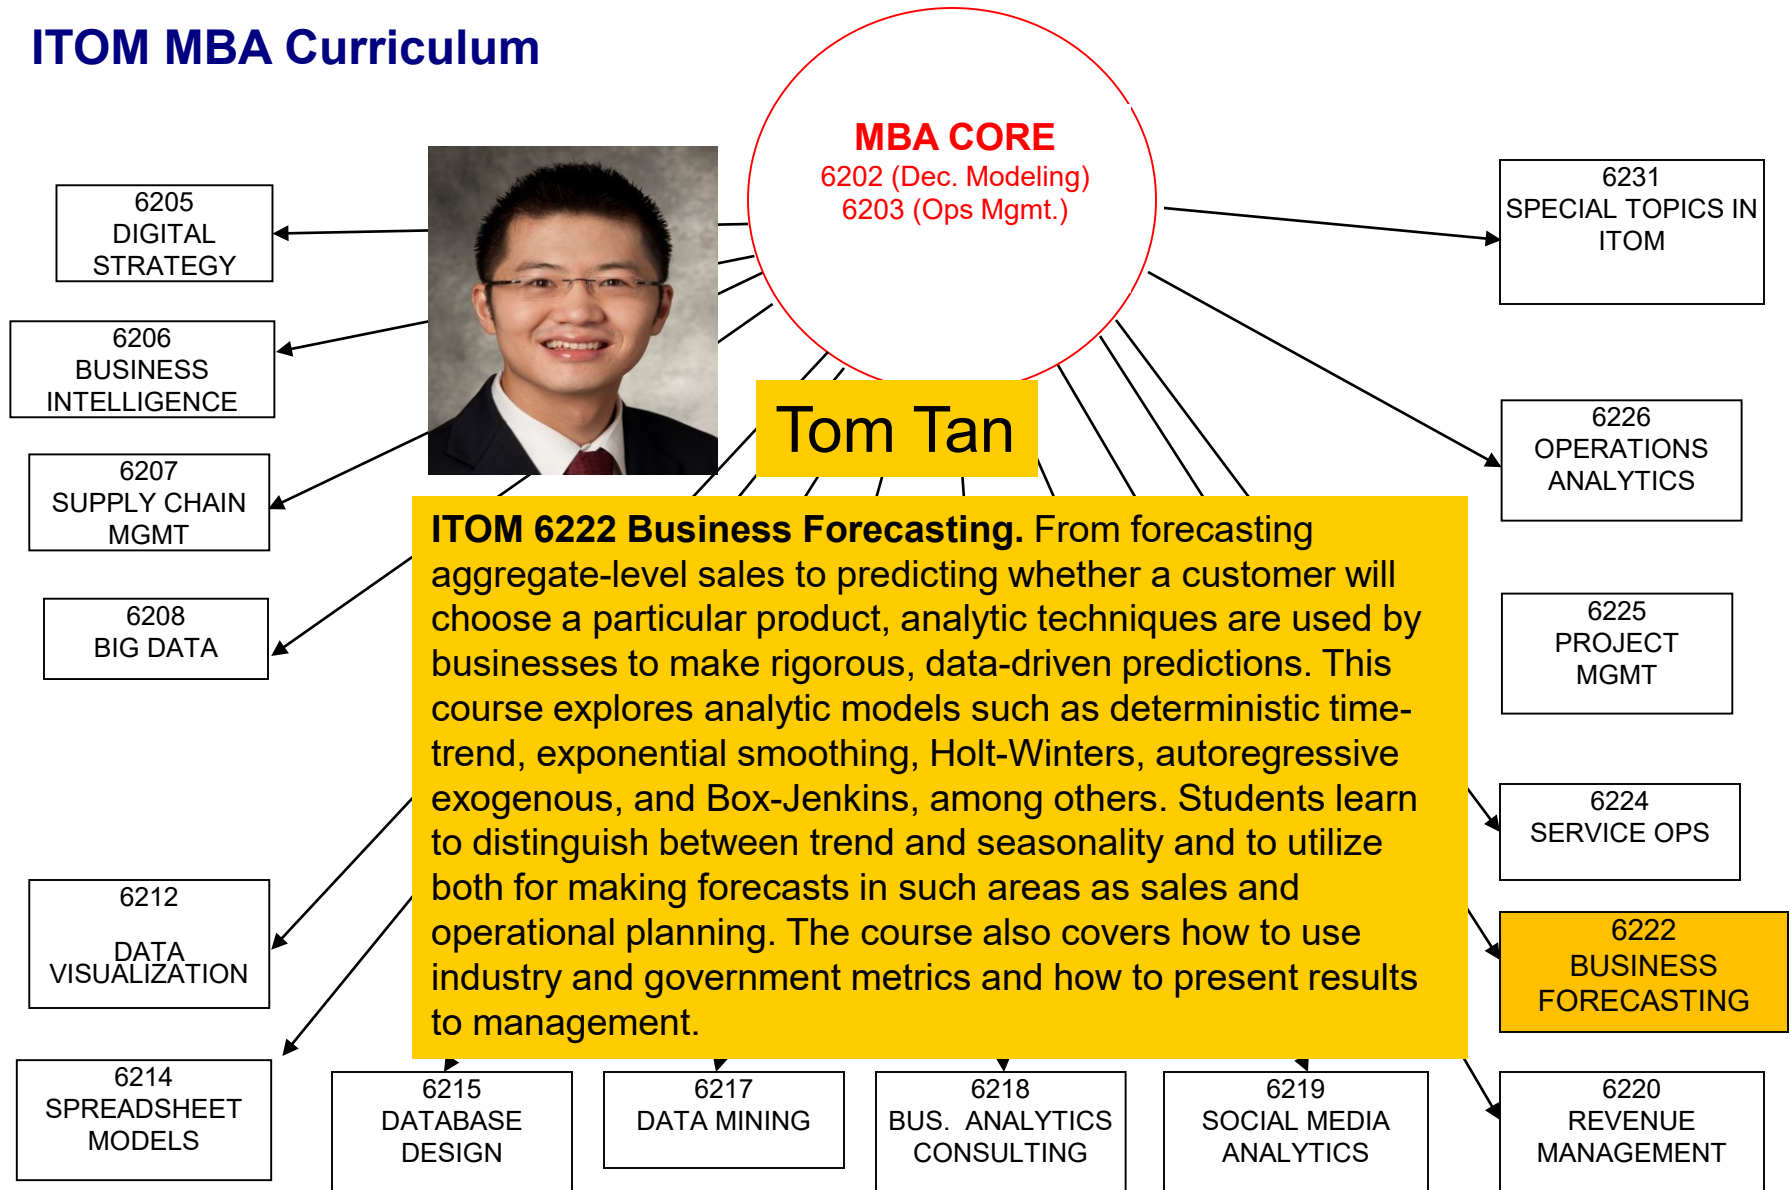 ITOM MBA Curriculum
MBA CORE
6202 (Dec. Modeling)
6203 (Ops Mgmt.)
6205
DIGITAL
STRATEGY
6206
BUSINESS
INTELLIGENCE
6207
SUPPLY CHAIN
MGMT
6208
BIG DATA
6212
DATA
VISUALIZATION
6214
SPREADSHEET
MODELS
Tom Tan
ITOM 6222 Business Forecasting. From forecasting
aggregate-level sales to predicting whether a customer will
choose a particular product, analytic techniques are used by
businesses to make rigorous, data-driven predictions. This
course explores analytic models such as deterministic time-
trend, exponential smoothing, Holt-Winters, autoregressive
exogenous, and Box-Jenkins, among others. Students learn
to distinguish between trend and seasonality and to utilize
both for making forecasts in such areas as sales and
operational planning. The course also covers how to use
industry and government metrics and how to present results
to management.
6215
DATABASE
DESIGN
6217
DATA MINING
6218
BUS. ANALYTICS
CONSULTING
6219
SOCIAL MEDIA
ANALYTICS
6231
SPECIAL TOPICS IN
ITOM
6226
OPERATIONS
ANALYTICS
6225
PROJECT
MGMT
6224
SERVICE OPS
6222
BUSINESS
FORECASTING
6220
REVENUE
MANAGEMENT